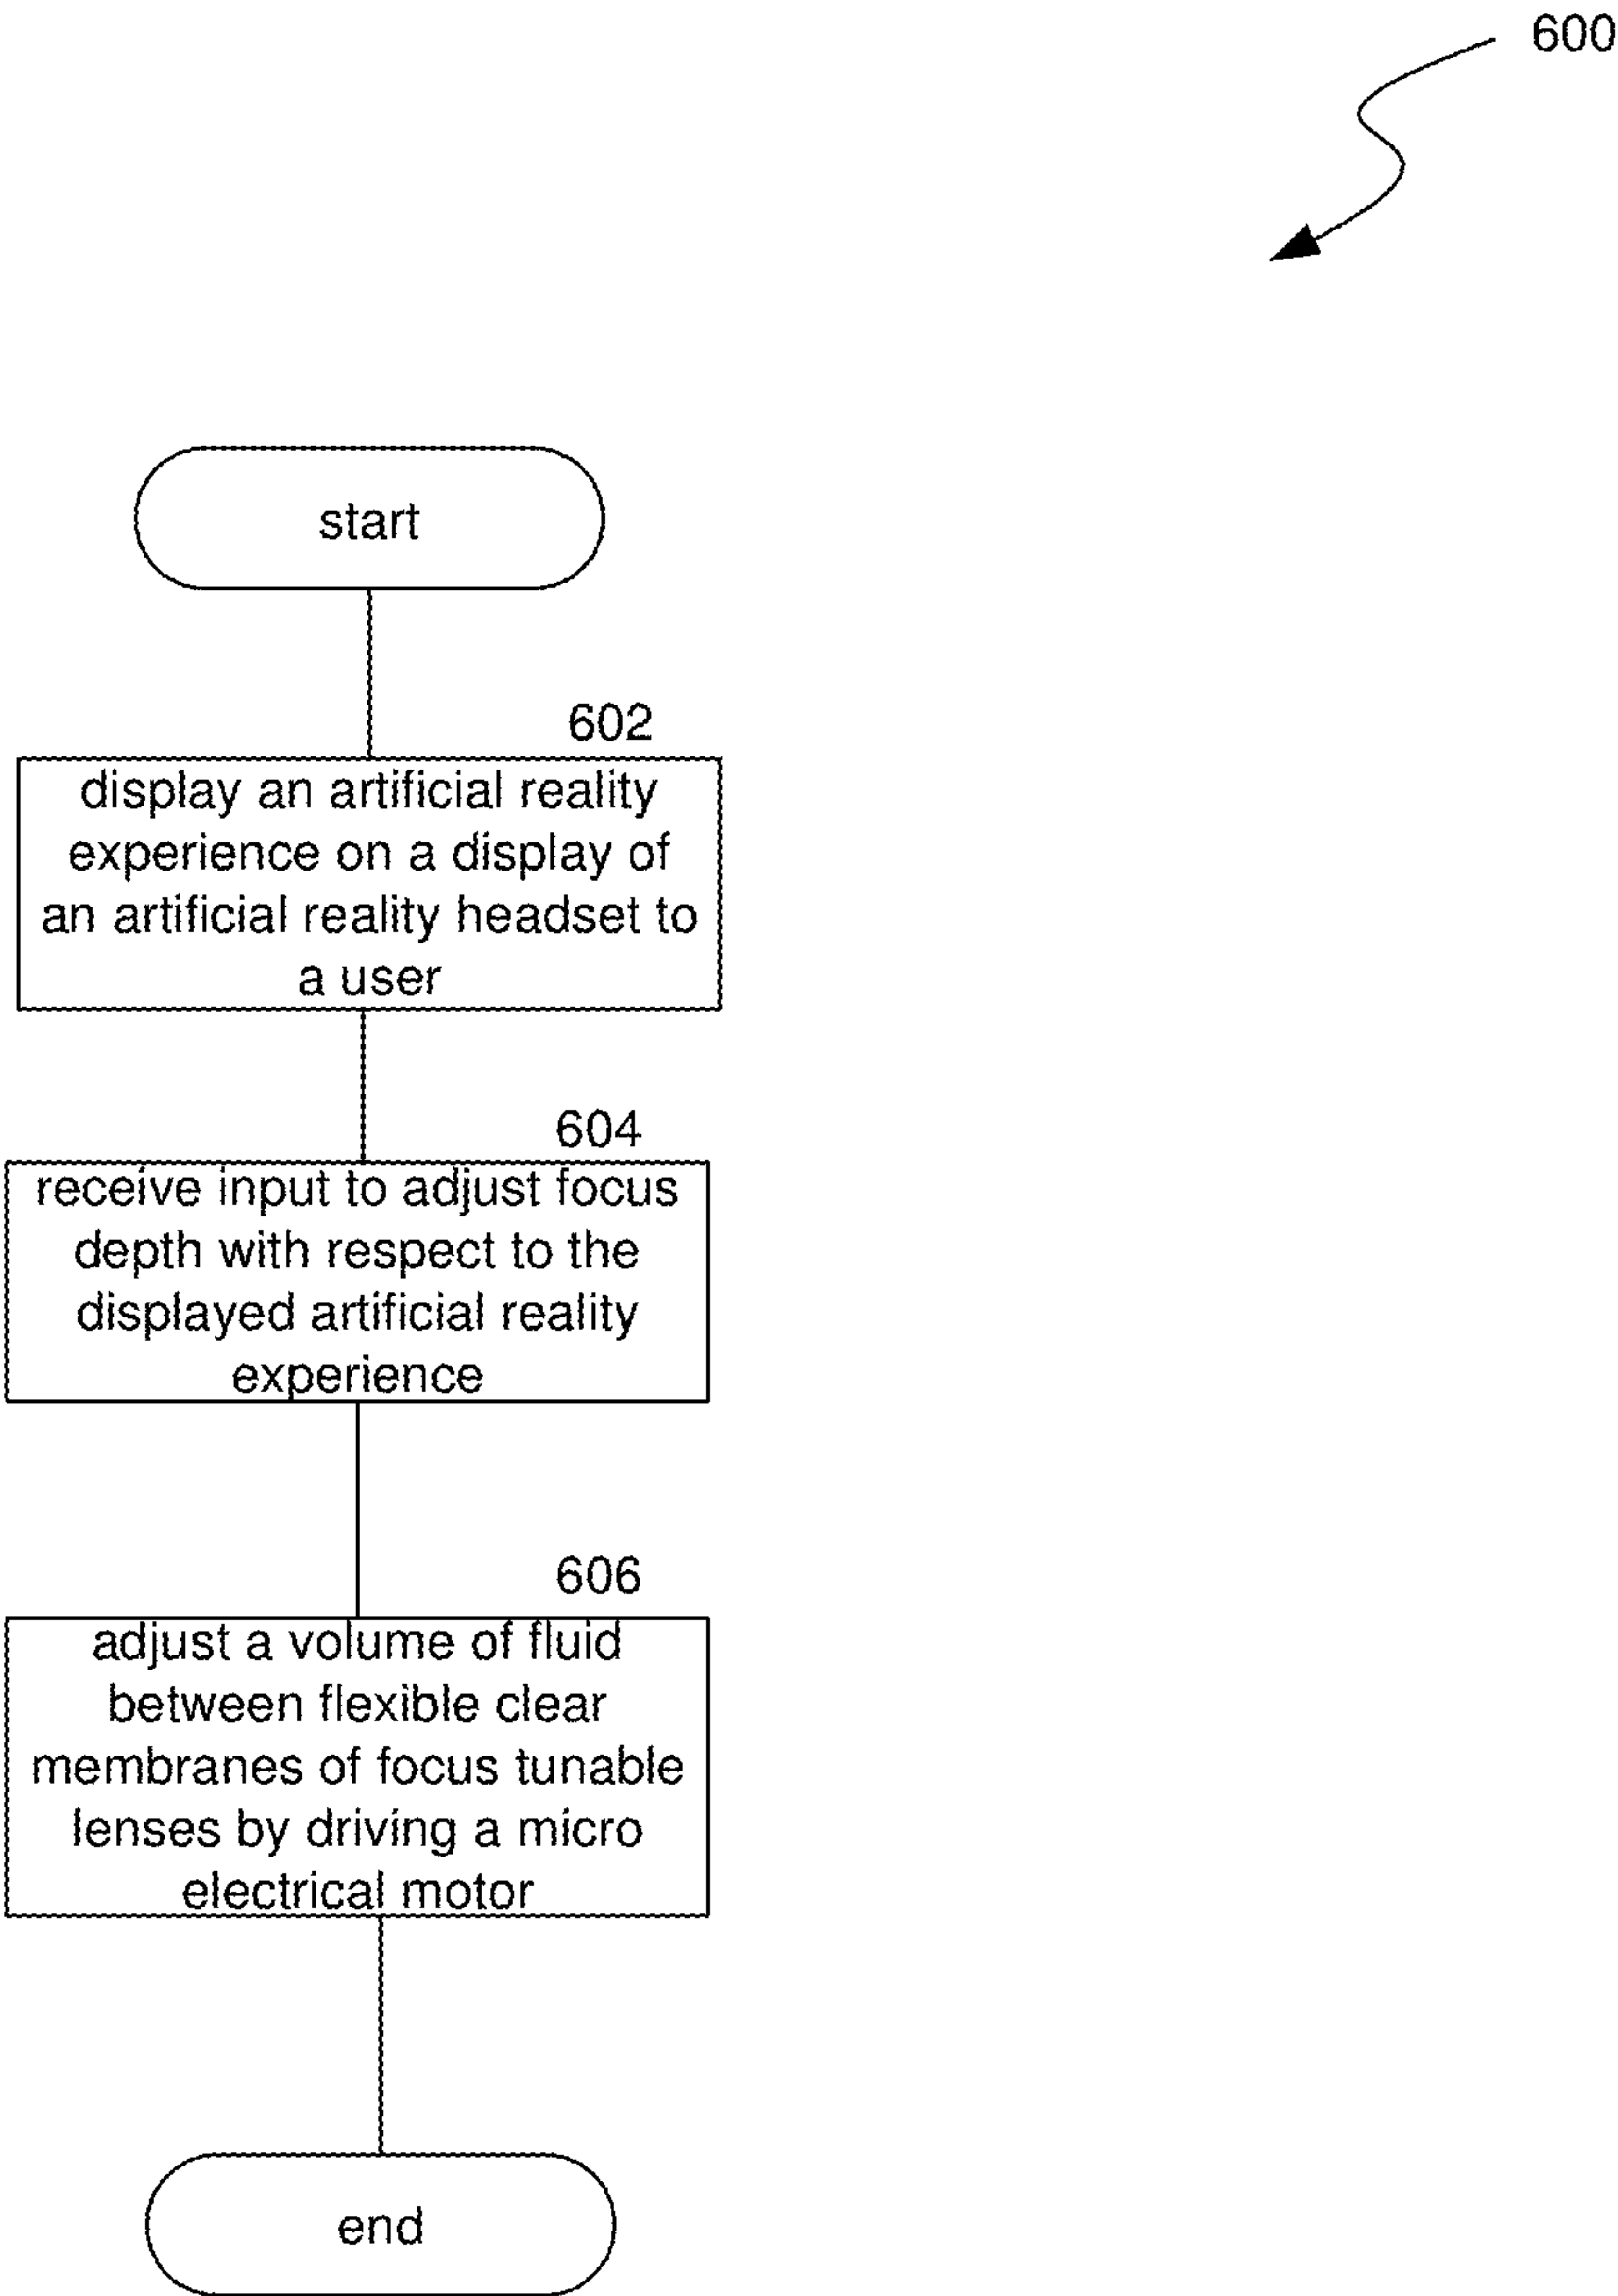 600
start
602
display an artificial reality
experience on a display of
an artificial reality headset to
a user
604
receive input to adjust focus
depth with respect to the
displayed artificial reality
experience
606
adjust a volume of fluid
between flexible clear
membranes of focus tunable
lenses by driving a micro
electrical motor
end